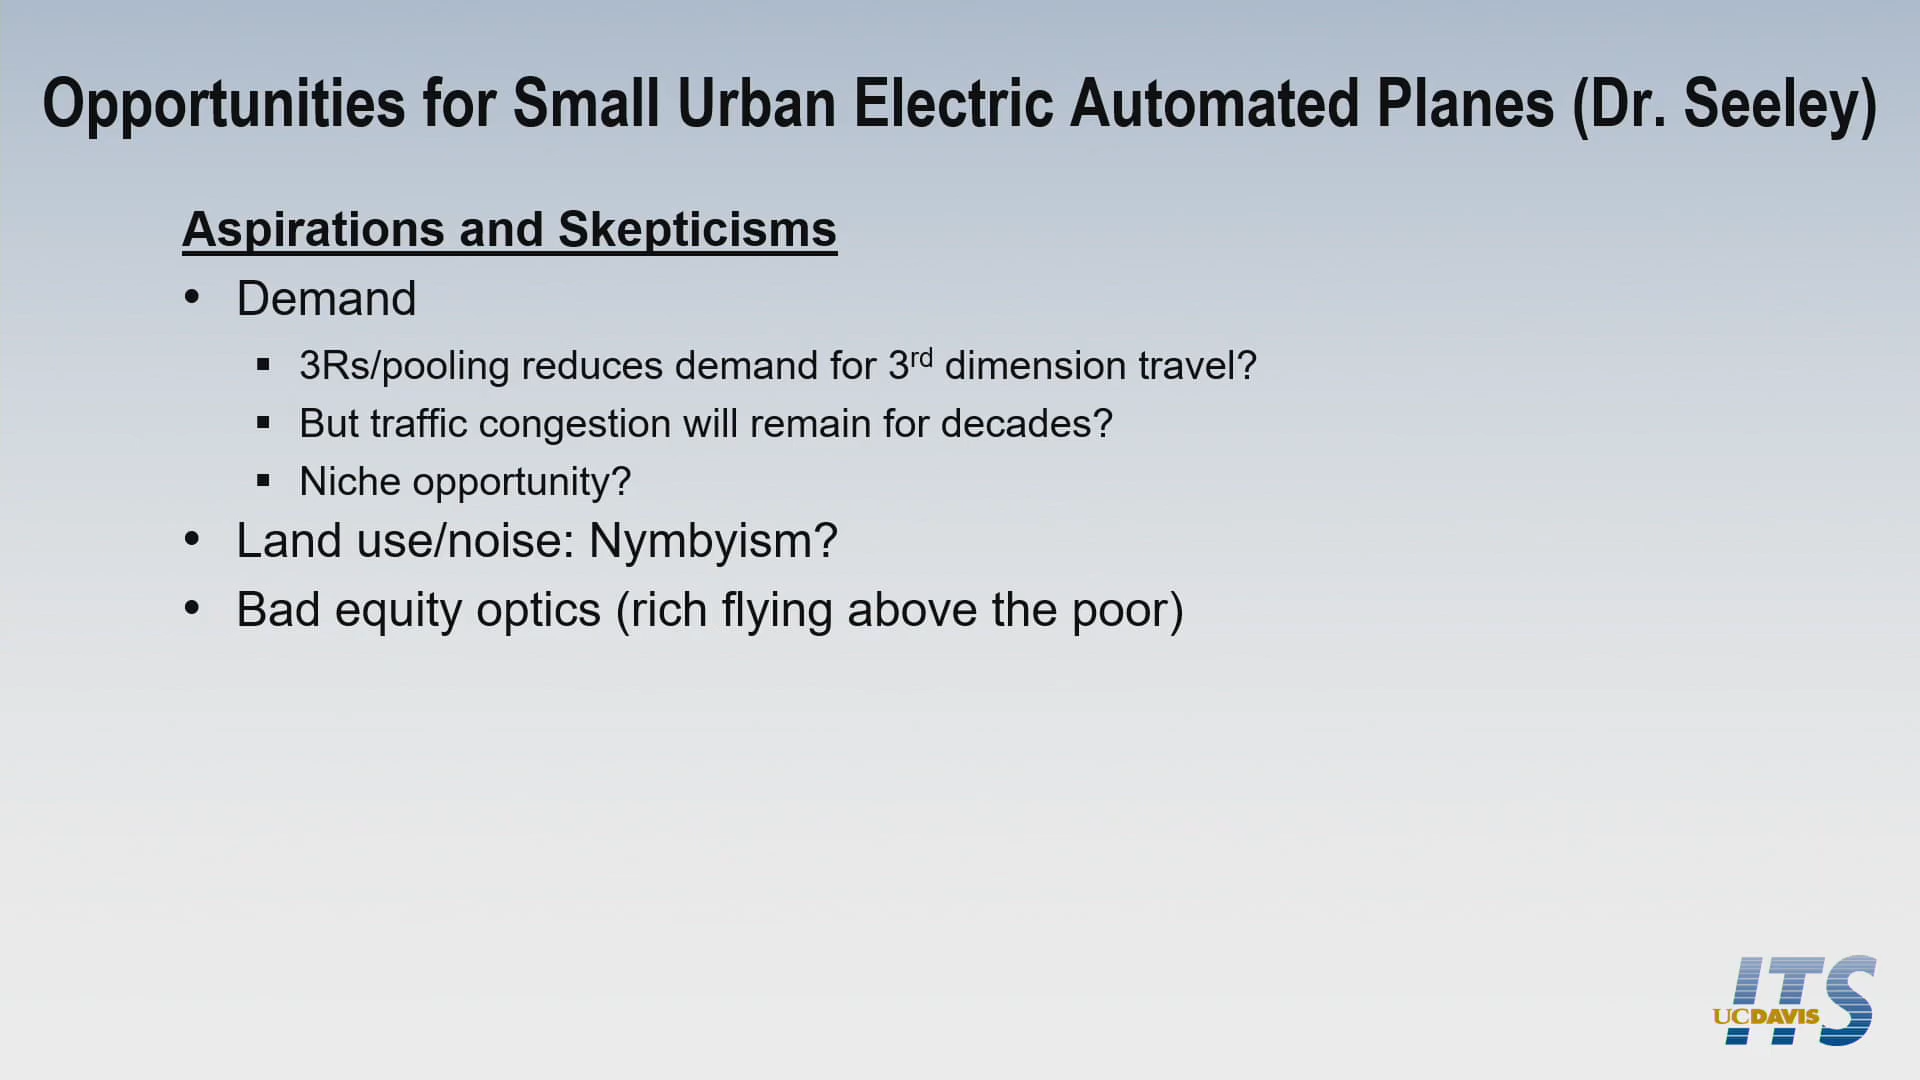 Opportunities for Small Urban Electric Automated Planes (Dr. Seeley)
Aspirations and Skepticisms
• Demand
▪ 3Rs/pooling reduces demand for 3rd dimension travel?
▪ But traffic congestion will remain for decades?
▪ Niche opportunity?
• Land use/noise: Nymbyism?
• Bad equity optics (rich flying above the poor)
ITS
UCDAVIS